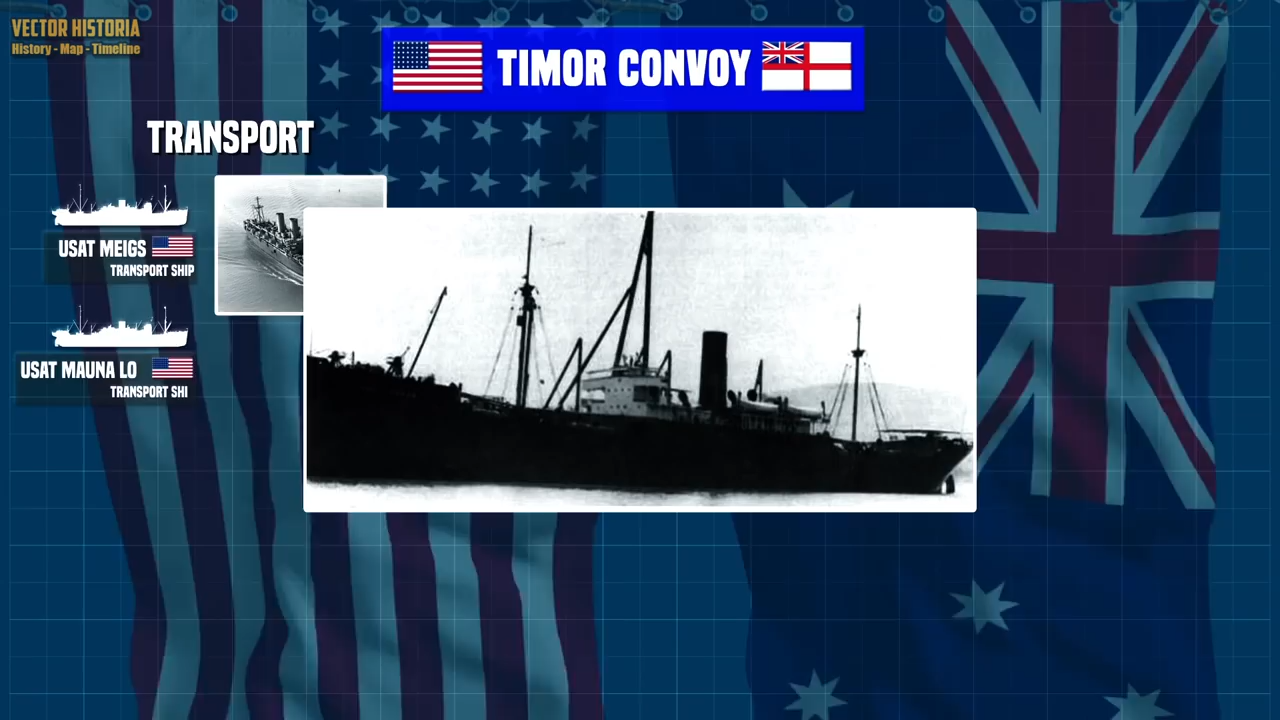 VECTOR HISTORIA
History - Map - Timeline
TIMOR CONVOY
TRANSPORT
USAT MEIGS
TRANSPORT SHIP
USAT MAUNA LO
TRANSPORT SHI